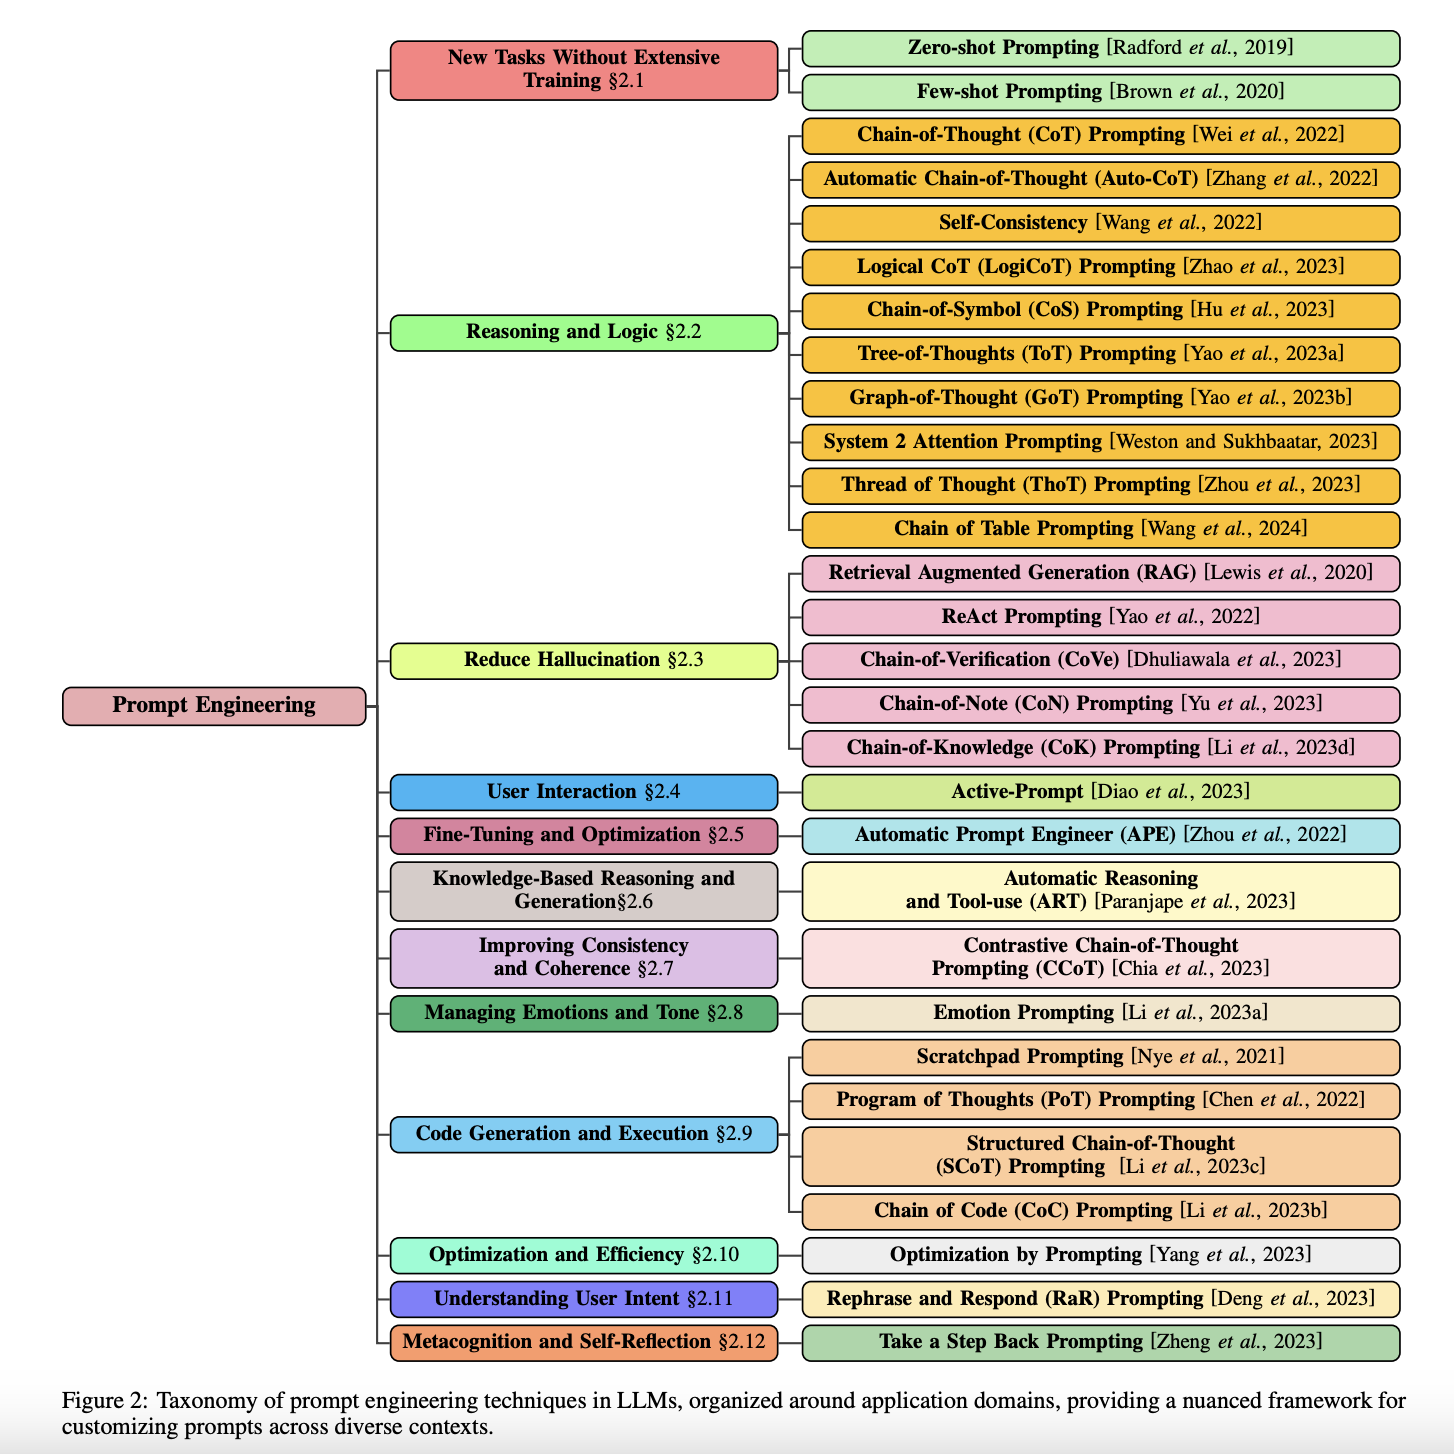 New Tasks Without Extensive
Training §2.1
Zero-shot Prompting [Radford et al., 2019]
Few-shot Prompting [Brown et al., 2020]
Chain-of-Thought (CoT) Prompting [Wei et al., 2022]
Automatic Chain-of-Thought (Auto-CoT) [Zhang et al., 2022]
Self-Consistency [Wang et al., 2022]
Logical CoT (LogiCoT) Prompting [Zhao et al., 2023]
Chain-of-Symbol (CoS) Prompting [Hu et al., 2023]
Reasoning and Logic §2.2
Tree-of-Thoughts (ToT) Prompting [Yao et al., 2023a]
Graph-of-Thought (GoT) Prompting [Yao et al., 2023b]
System 2 Attention Prompting [Weston and Sukhbaatar, 2023]
Thread of Thought (ThoT) Prompting [Zhou et al., 2023]
Chain of Table Prompting [Wang et al., 2024]
Retrieval Augmented Generation (RAG) [Lewis et al., 2020]
ReAct Prompting [Yao et al., 2022]
Reduce Hallucination §2.3
Chain-of-Verification (CoVe) [Dhuliawala et al., 2023]
Chain-of-Note (CoN) Prompting [Yu et al., 2023]
Prompt Engineering
Chain-of-Knowledge (CoK) Prompting [Li et al., 2023d]
User Interaction §2.4
Active-Prompt [Diao et al., 2023]
Fine-Tuning and Optimization §2.5
Automatic Prompt Engineer (APE) [Zhou et al., 2022]
Knowledge-Based Reasoning and
Generation§2.6
Automatic Reasoning
and Tool-use (ART) [Paranjape et al., 2023]
Improving Consistency
and Coherence §2.7
Contrastive Chain-of-Thought
Prompting (CCoT) [Chia et al., 2023]
Managing Emotions and Tone §2.8
Emotion Prompting [Li et al., 2023a]
Scratchpad Prompting [Nye et al., 2021]
Program of Thoughts (PoT) Prompting [Chen et al., 2022]
Code Generation and Execution §2.9
Structured Chain-of-Thought
(SCoT) Prompting [Li et al., 2023c]
Chain of Code (CoC) Prompting [Li et al., 2023b]
Optimization and Efficiency §2.10
Optimization by Prompting [Yang et al., 2023]
Understanding User Intent §2.11
Rephrase and Respond (RaR) Prompting [Deng et al., 2023]
Metacognition and Self-Reflection §2.12
Take a Step Back Prompting [Zheng et al., 2023]
Figure 2: Taxonomy of prompt engineering techniques in LLMs, organized around application domains, providing a nuanced framework for
customizing prompts across diverse contexts.